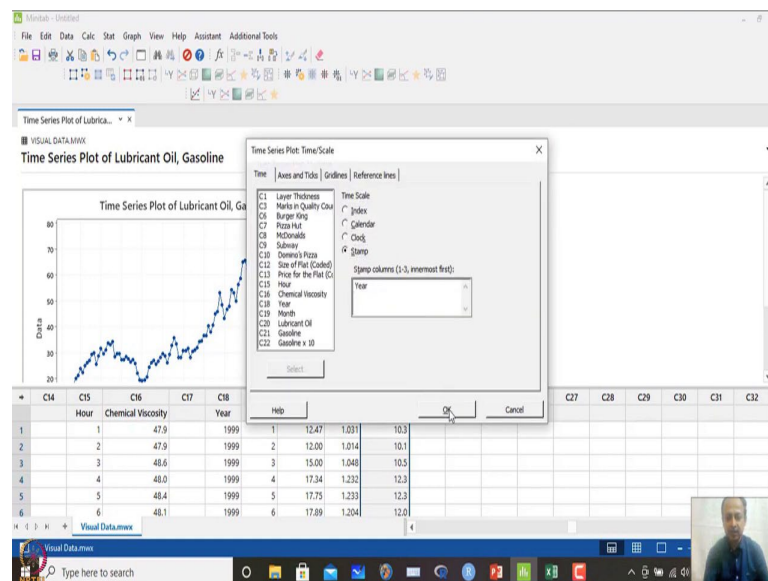 Minitab - Untitled
File Edit Data Calc Stat Graph View Help Assistant Additional Tools
Time Series Plot of Lubrica...
VISUAL DATA.MWX
Time Series Plot of Lubricant Oil, Gasoline
Time Series Plot of Lubricant Oil, Ga
80
70
60
50
40
30
20
Data
Time Series Plot: Time/Scale
Time Axes and Ticks Gridlines Reference lines
C1 Layer Thickness
C3 Marks in Quality Cou
C6 Burger King
C7 Pizza Hut
C8 McDonalds
C9 Subway
C10 Domino's Pizza
C12 Size of Flat (Coded)
C13 Price for the Flat (C
C15 Hour
C16 Chemical Viscosity
C18 Year
C19 Month
C20 Lubricant Oil
C21 Gasoline
C22 Gasoline x 10
Time Scale
Index
Calendar
Clock
Stamp
Stamp columns (1-3, innermost first):
Year
Select
Help OK Cancel
C14 C15 C16 C17 C18 C27 C28 C29 C30 C31 C32
Hour Chemical Viscosity Year
1 1 47.9 1999 1 12.47 1.031 10.3
2 2 47.9 1999 2 12.00 1.014 10.1
3 3 48.6 1999 3 15.00 1.048 10.5
4 4 48.0 1999 4 17.34 1.232 12.3
5 5 48.4 1999 5 17.75 1.233 12.3
6 6 48.1 1999 6 17.89 1.204 12.0
Visual Data.mwx
Visual Data.mwx
Type here to search